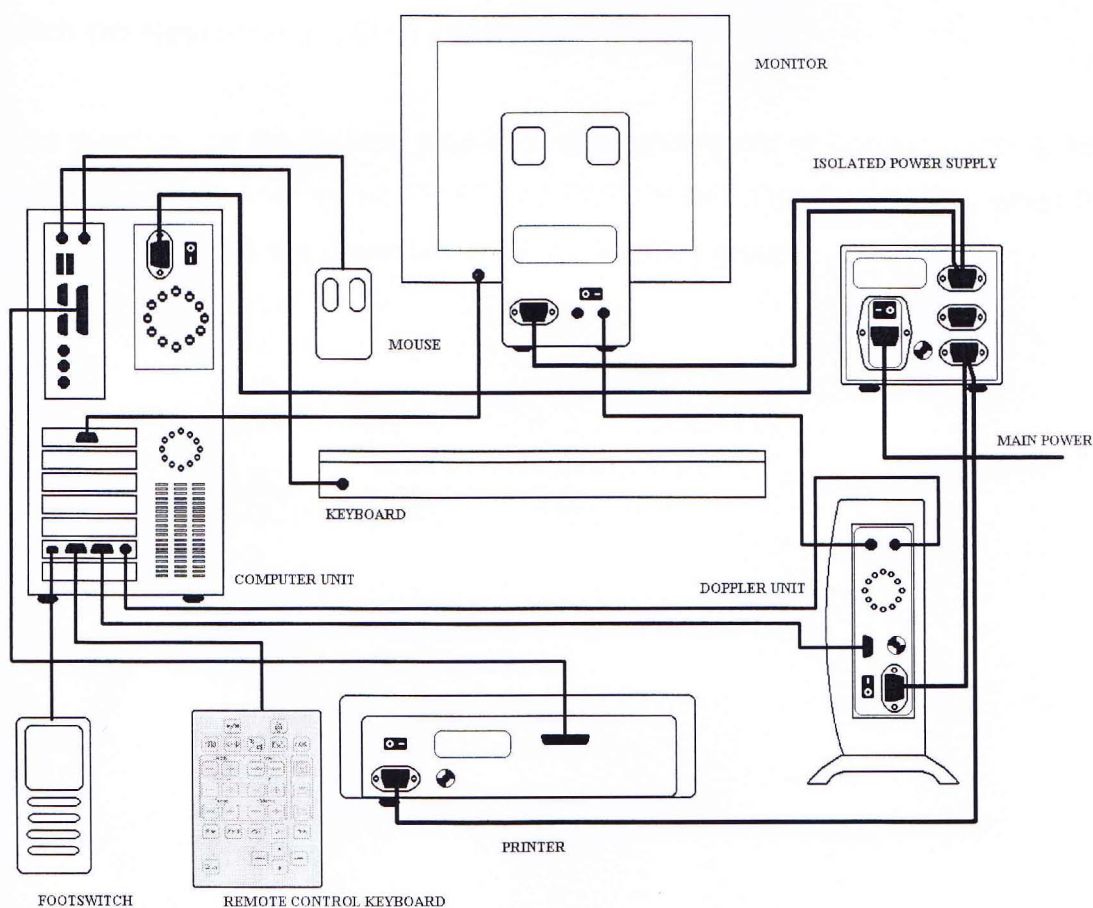 MONITOR
ISOLATED POWER SUPPLY
MOUSE
MAIN POWER
KEYBOARD
COMPUTER UNIT
DOPPLER UNIT
PRINTER
FOOTSWITCH
REMOTE CONTROL KEYBOARD